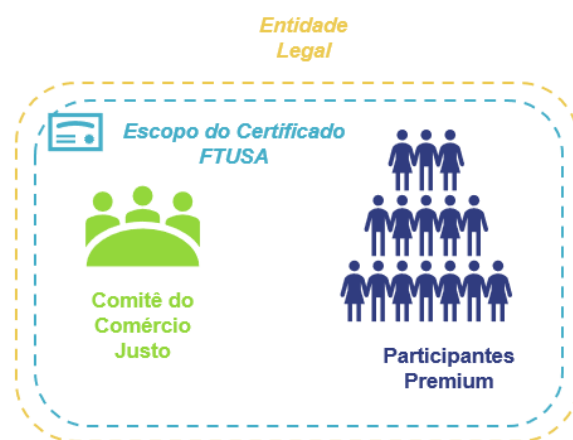 Entidade
Legal
Escopo do Certificado
FTUSA
Comitê do
Comércio
Justo
Participantes
Premium